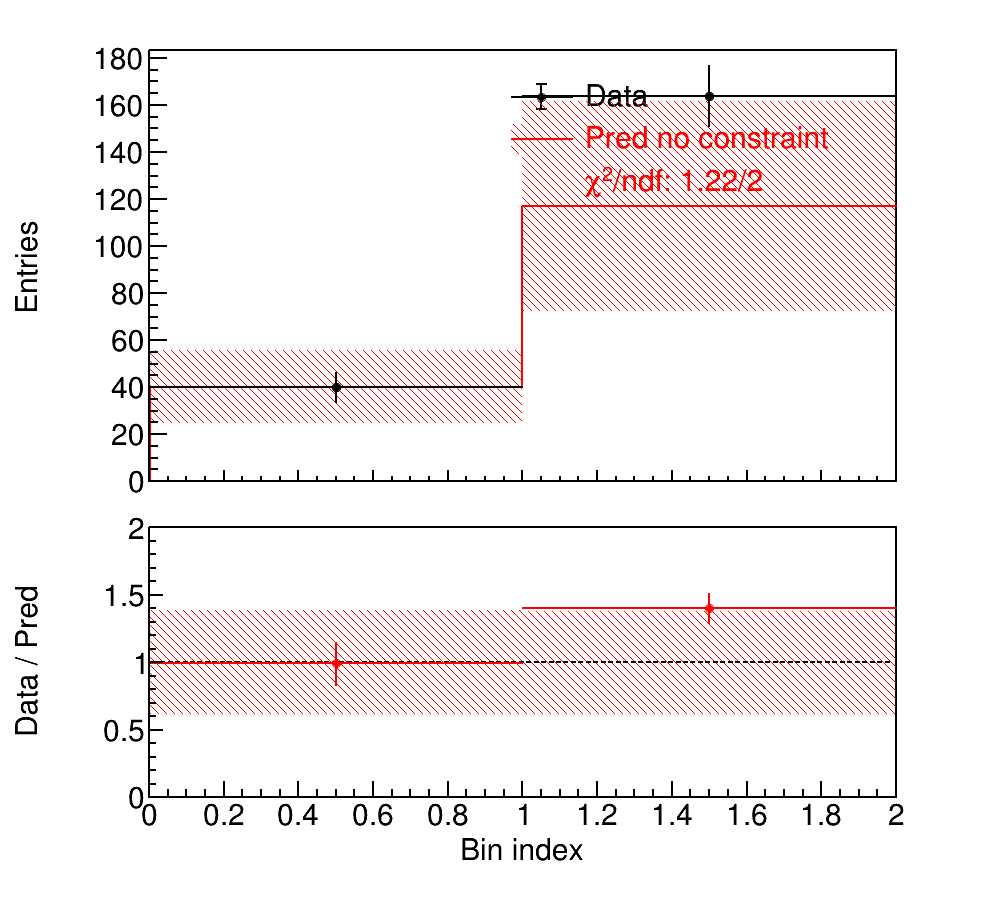 180
160
140
120
100
80
60
40
20
0
Entries
Data
Pred no constraint
χ²/ndf: 1.22/2
2
1.5
1
0.5
0
Data / Pred
0 0.2 0.4 0.6 0.8 1 1.2 1.4 1.6 1.8 2
Bin index